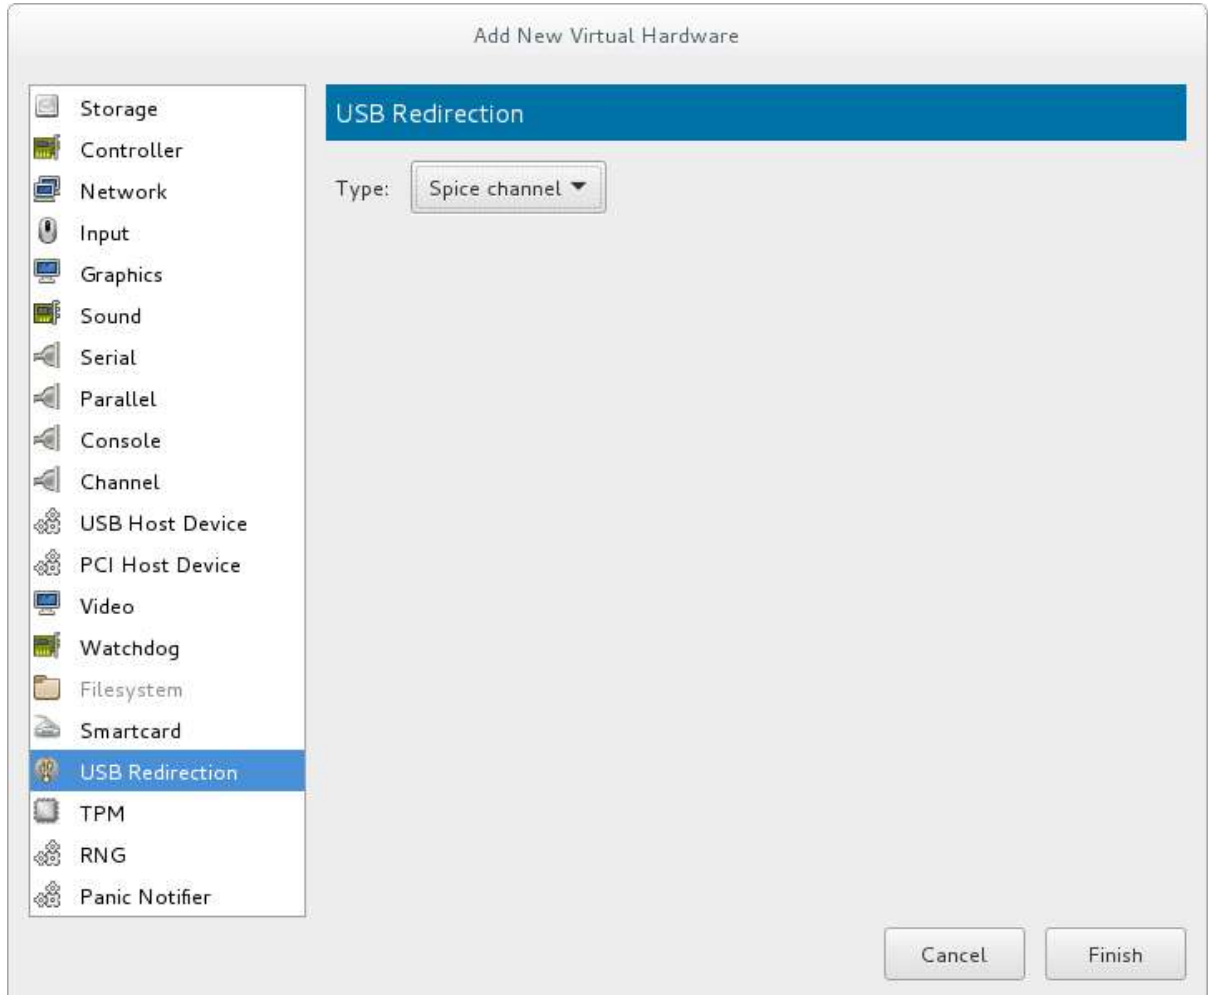 Add New Virtual Hardware
Storage
Controller
Network
Input
Graphics
Sound
Serial
Parallel
Console
Channel
USB Host Device
PCI Host Device
Video
Watchdog
Filesystem
Smartcard
USB Redirection
TPM
RNG
Panic Notifier
USB Redirection
Type: Spice channel
Cancel Finish